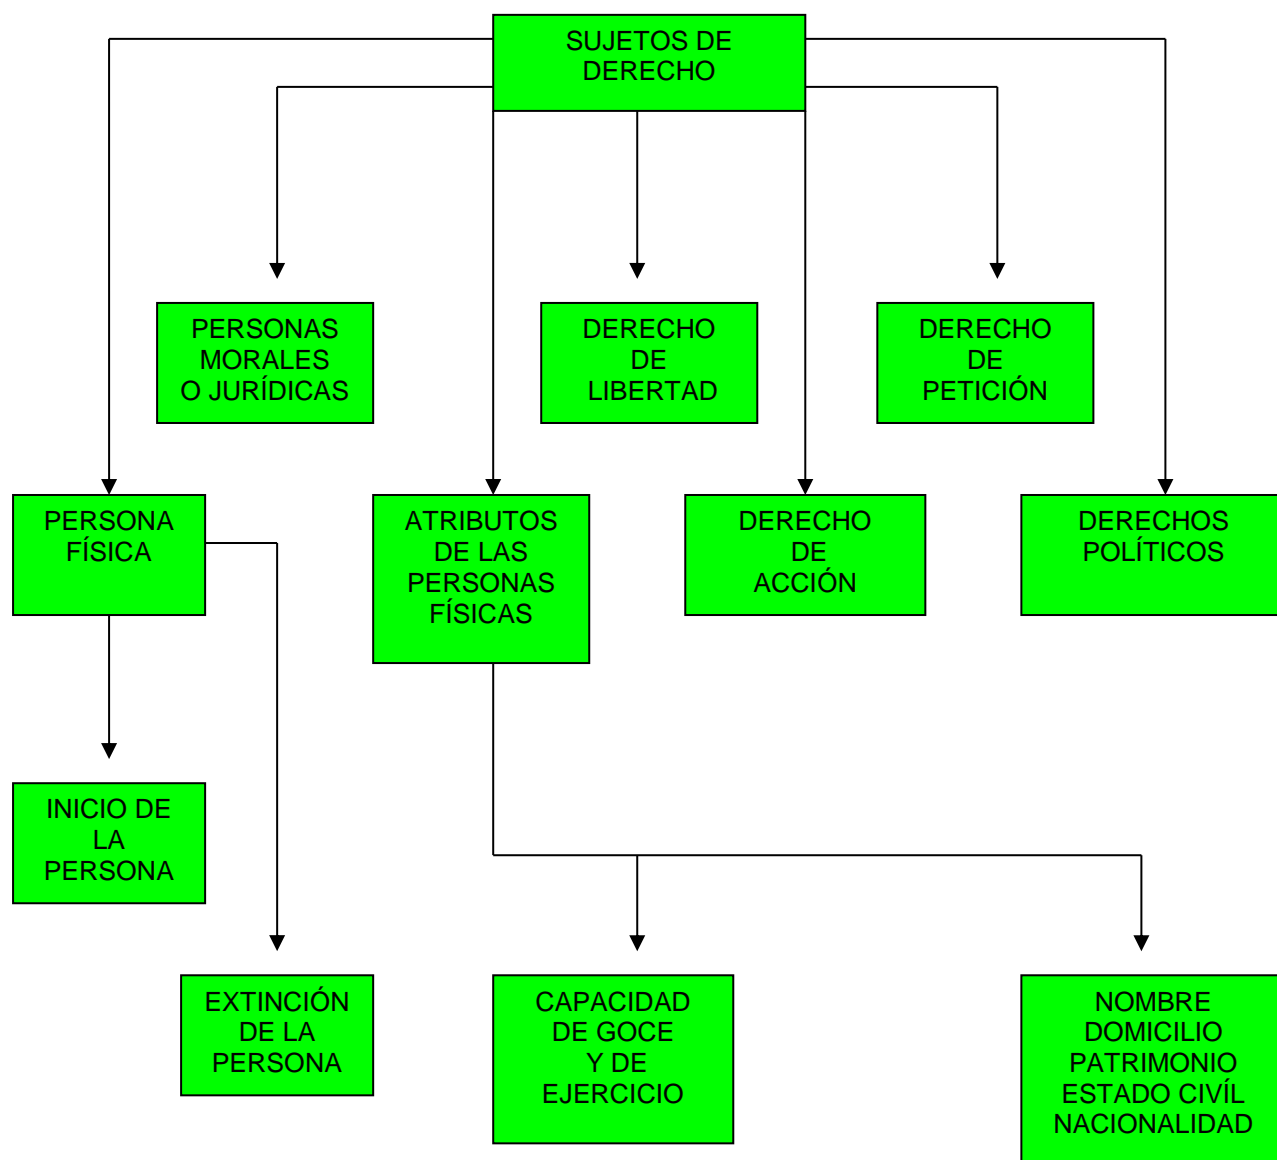 SUJETOS DE
DERECHO
PERSONAS
MORALES
O JURÍDICAS
DERECHO
DE
LIBERTAD
DERECHO
DE
PETICIÓN
PERSONA
FÍSICA
ATRIBUTOS
DE LAS
PERSONAS
FÍSICAS
DERECHO
DE
ACCIÓN
DERECHOS
POLÍTICOS
INICIO DE
LA
PERSONA
EXTINCIÓN
DE LA
PERSONA
CAPACIDAD
DE GOCE
Y DE
EJERCICIO
NOMBRE
DOMICILIO
PATRIMONIO
ESTADO CIVÍL
NACIONALIDAD